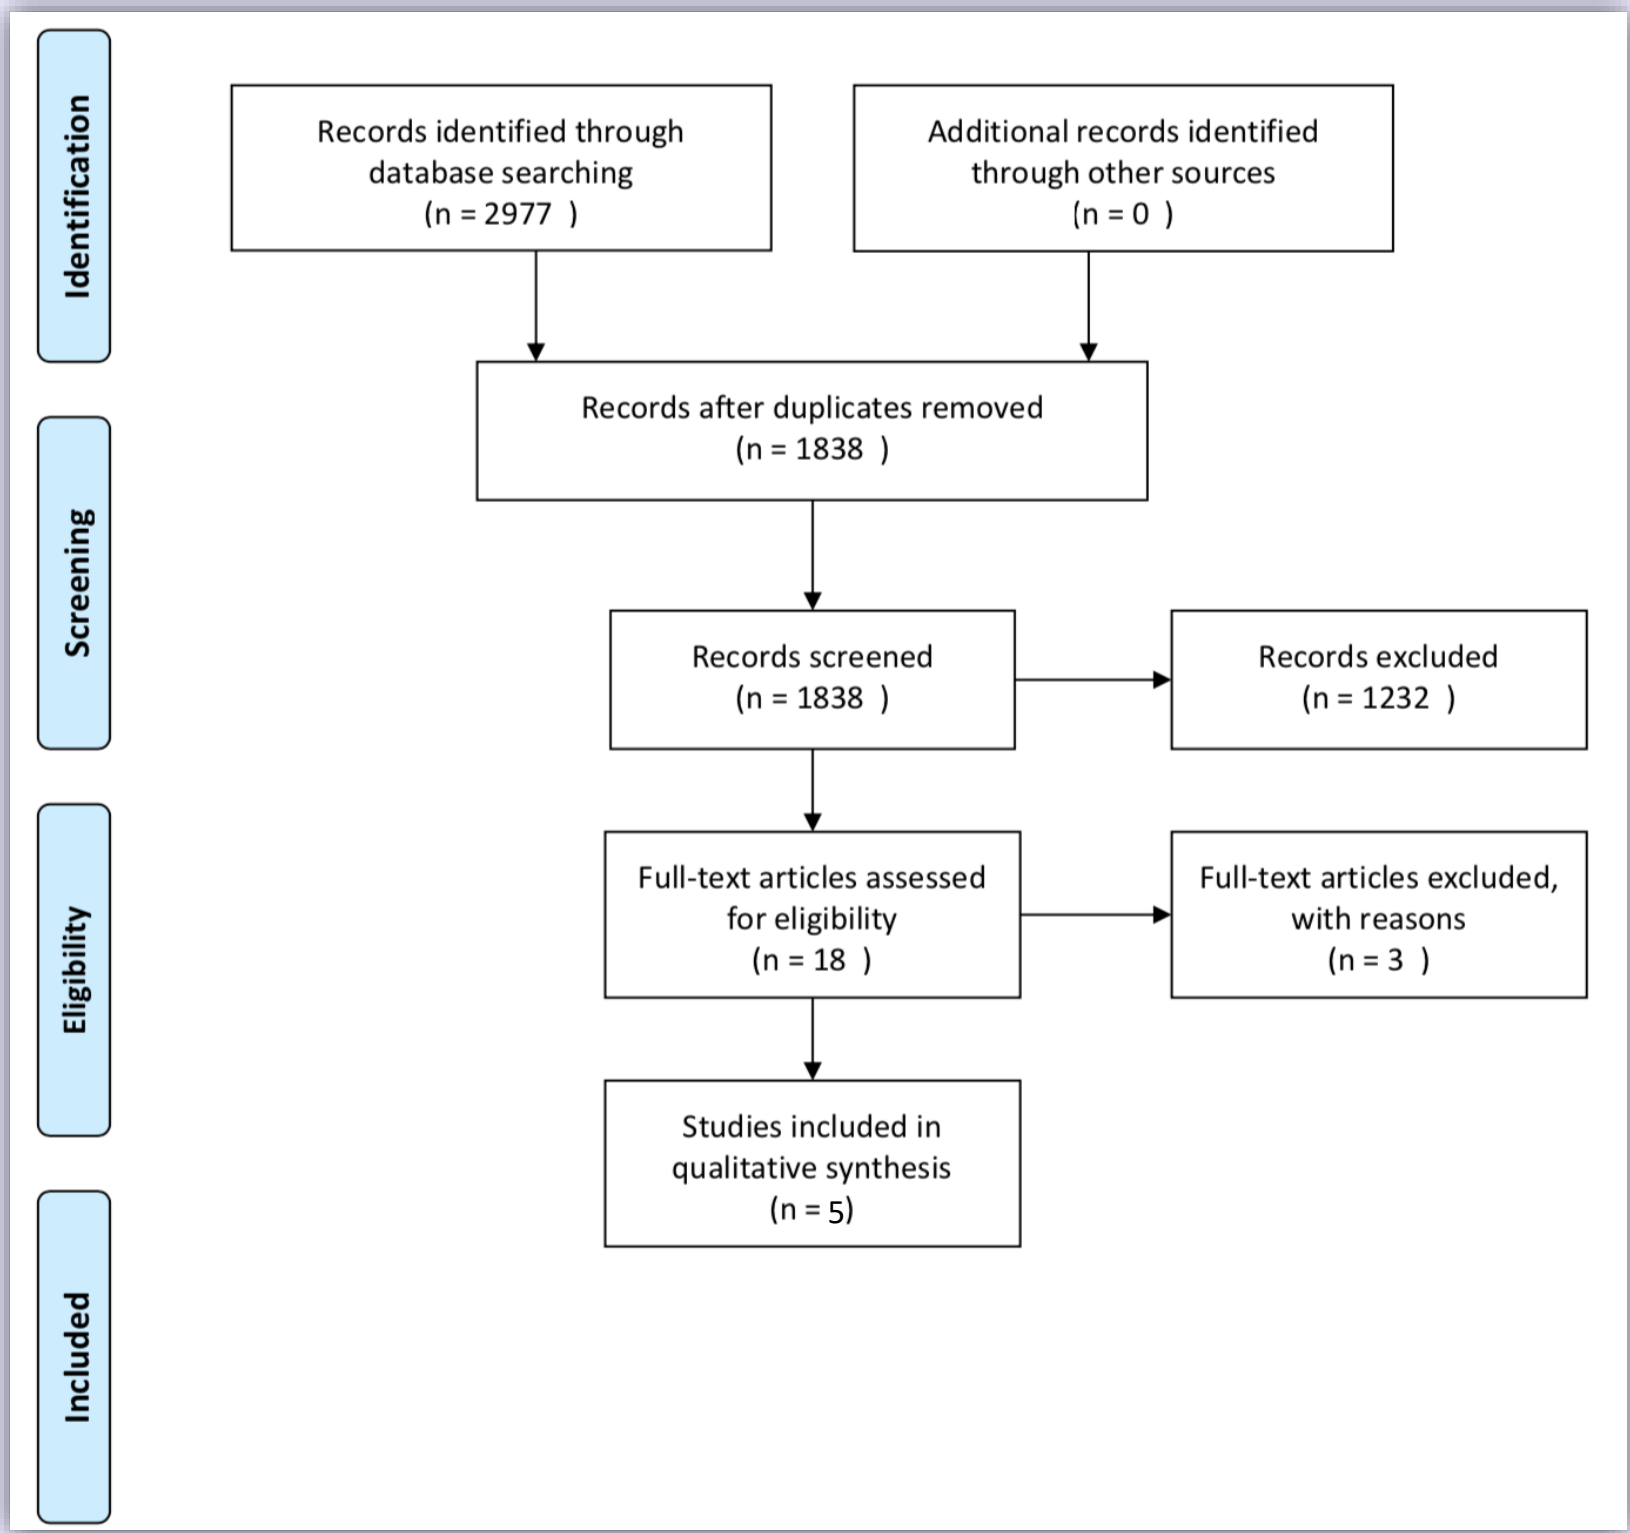 Identification
Records identified through
database searching
(n = 2977  )
Additional records identified
through other sources
(n = 0  )
Records after duplicates removed
(n = 1838  )
Screening
Records screened
(n = 1838  )
Records excluded
(n = 1232  )
Eligibility
Full-text articles assessed
for eligibility
(n = 18  )
Full-text articles excluded,
with reasons
(n = 3  )
Studies included in
qualitative synthesis
(n = 5)
Included